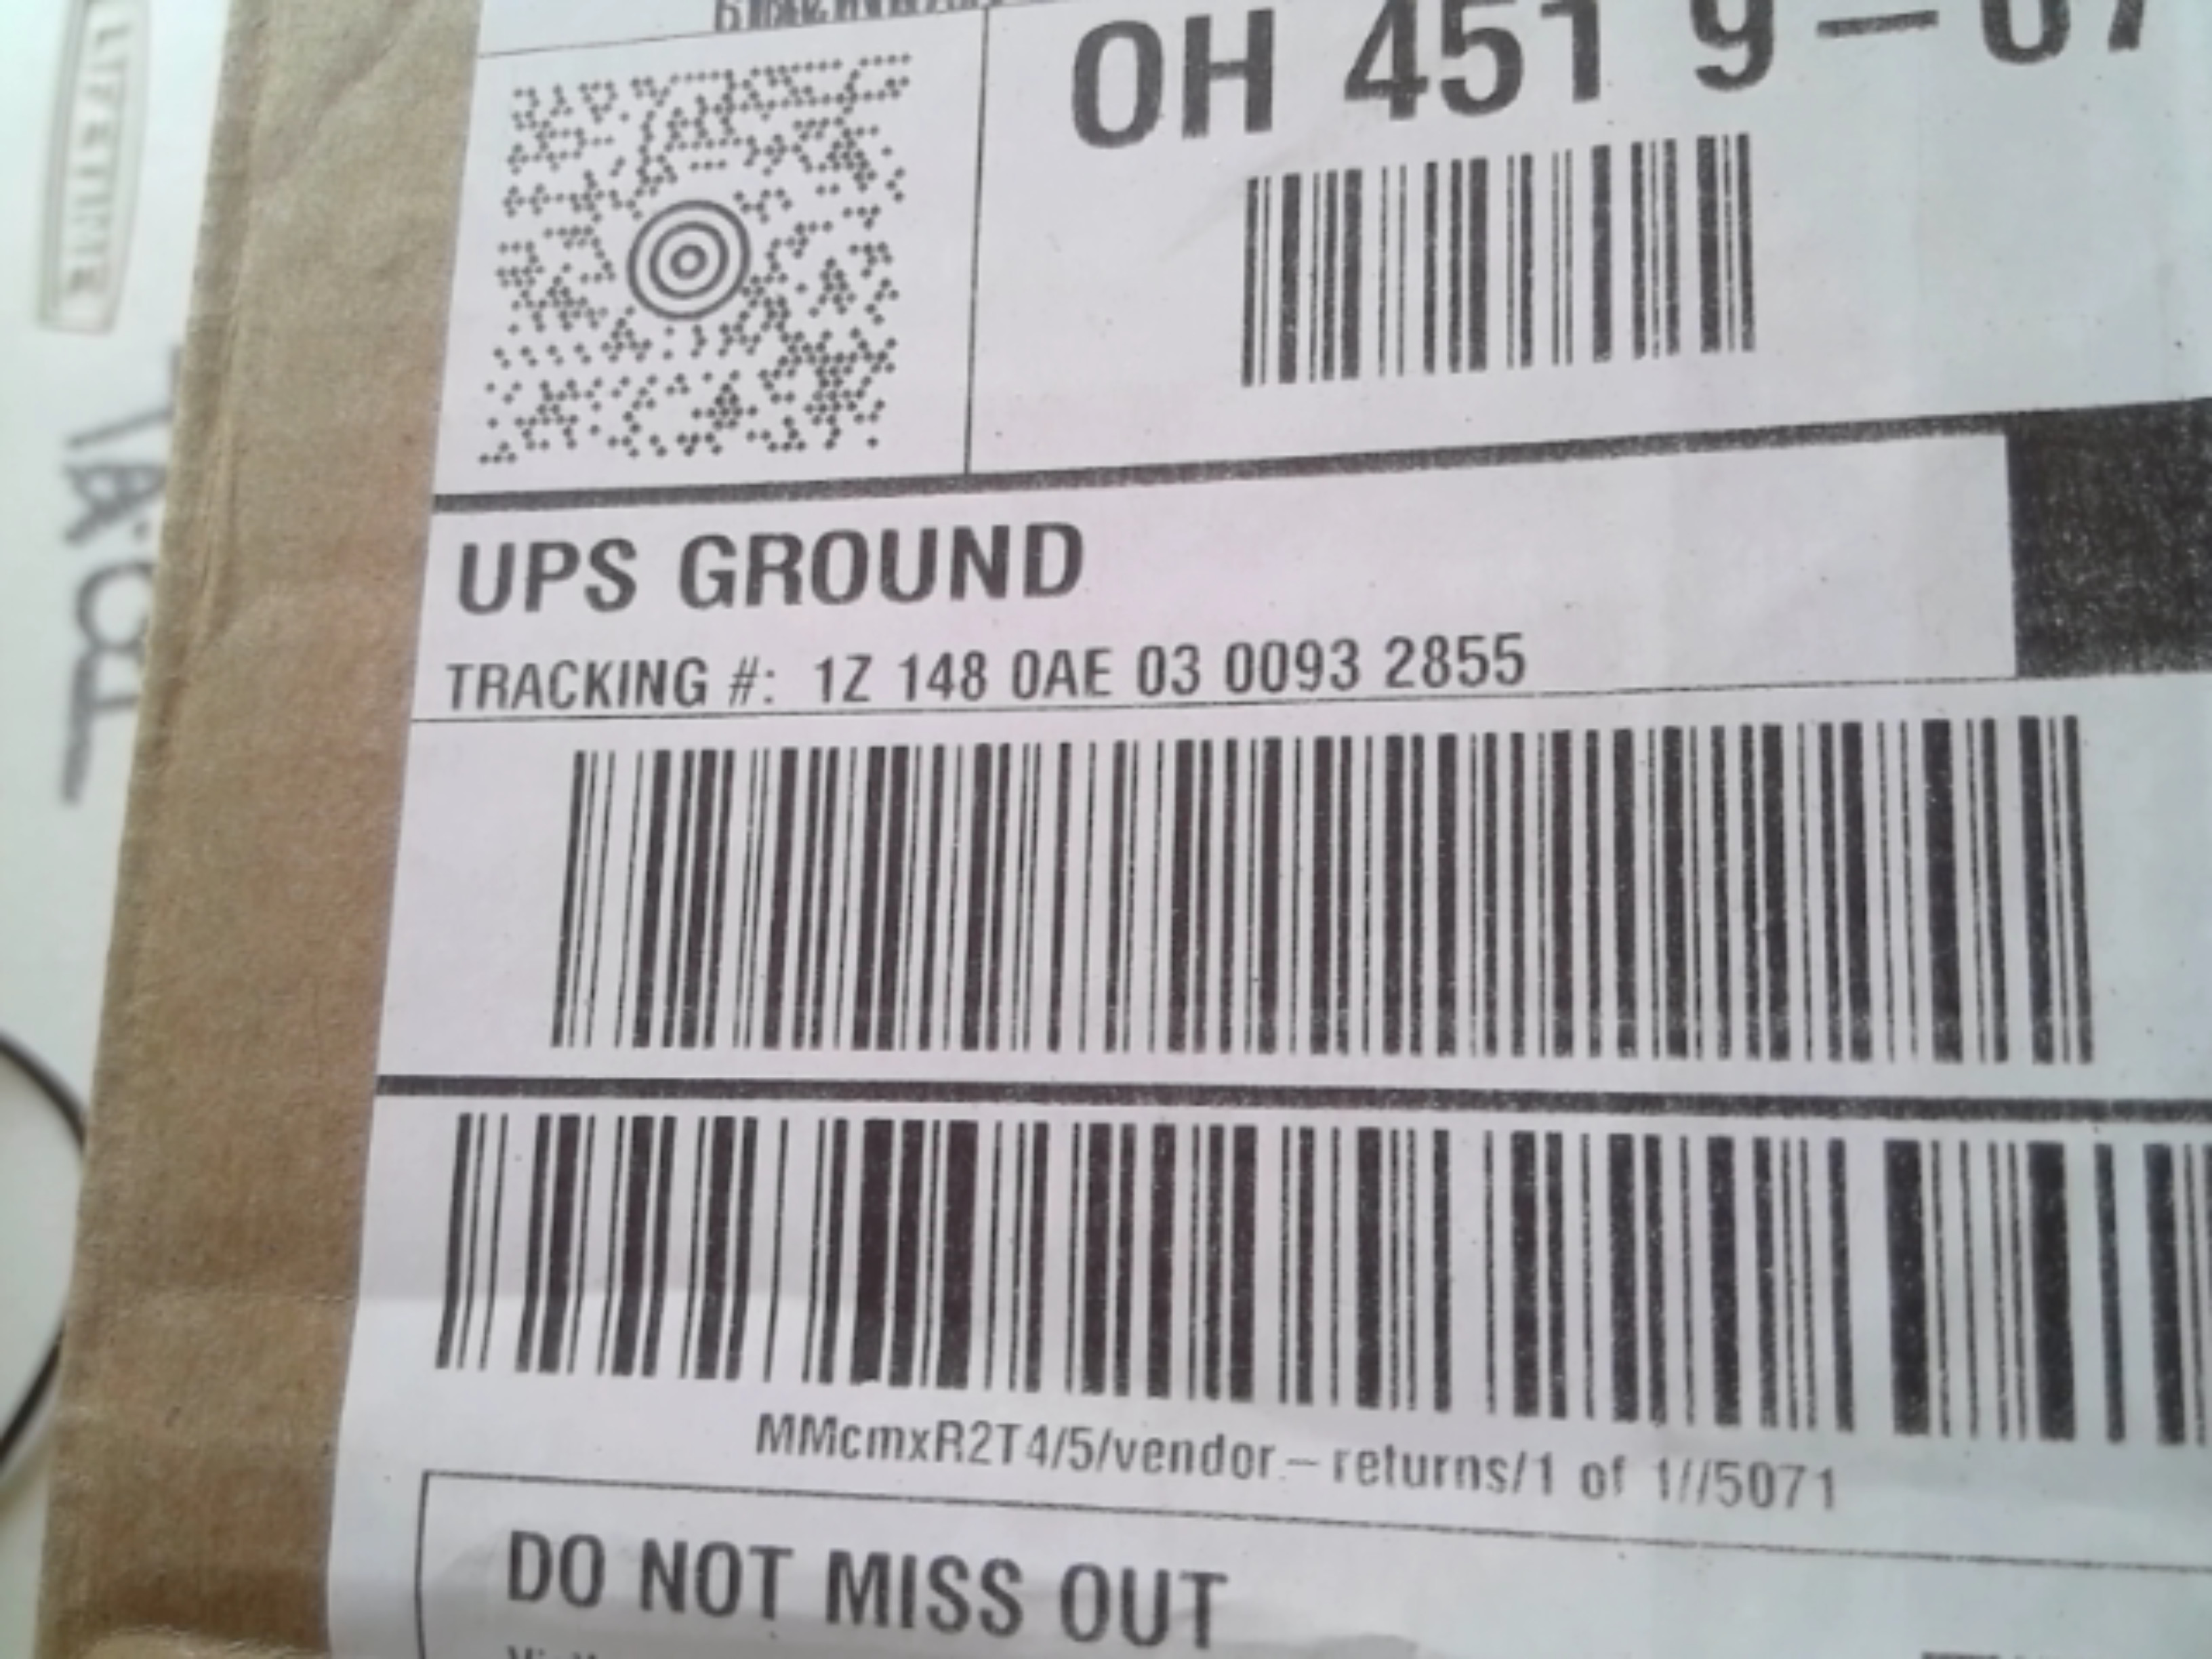 OH 451 9-07
UPS GROUND
TRACKING #: 1Z 148 0AE 03 0093 2855
MMcmxR2T4/5/vendor-returns/1 of 1//5071
DO NOT MISS OUT